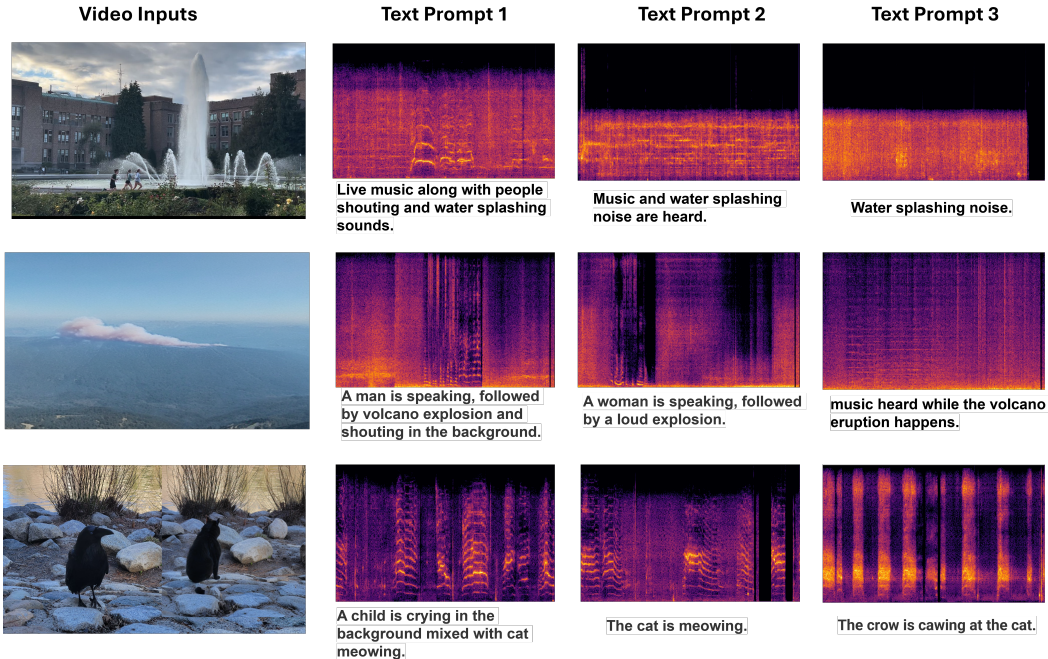 Video Inputs
Text Prompt 1
Text Prompt 2
Text Prompt 3
Live music along with people
shouting and water splashing
sounds.
Music and water splashing
noise are heard.
Water splashing noise.
A man is speaking, followed
by volcano explosion and
shouting in the background.
A woman is speaking, followed
by a loud explosion.
music heard while the volcano
eruption happens.
A child is crying in the
background mixed with cat
meowing.
The cat is meowing.
The crow is cawing at the cat.